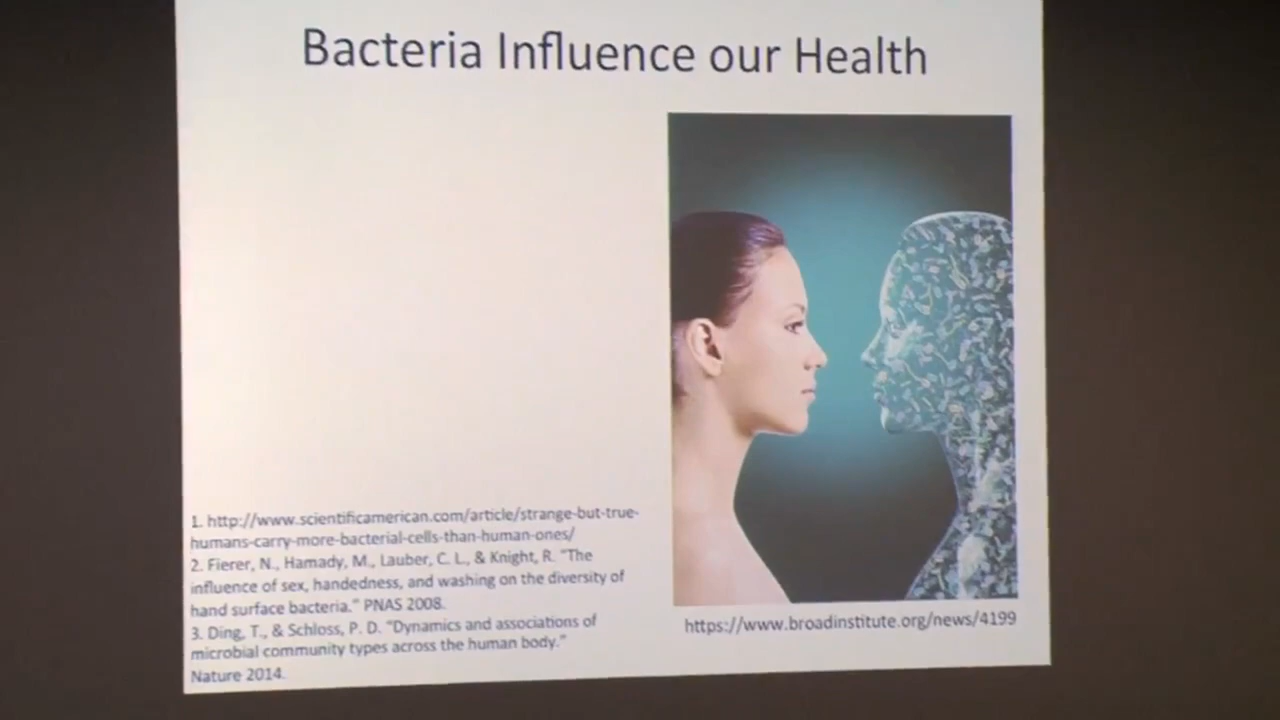 Bacteria Influence our Health
1. http://www.scientificamerican.com/article/strange-but-true-
humans-carry-more-bacterial-cells-than-human-ones/
2. Fierer, N., Hamady, M., Lauber, C. L., & Knight, R. "The
influence of sex, handedness, and washing on the diversity of
hand surface bacteria." PNAS 2008.
3. Ding, T., & Schloss, P. D. "Dynamics and associations of
microbial community types across the human body."
Nature 2014.
https://www.broadinstitute.org/news/4199